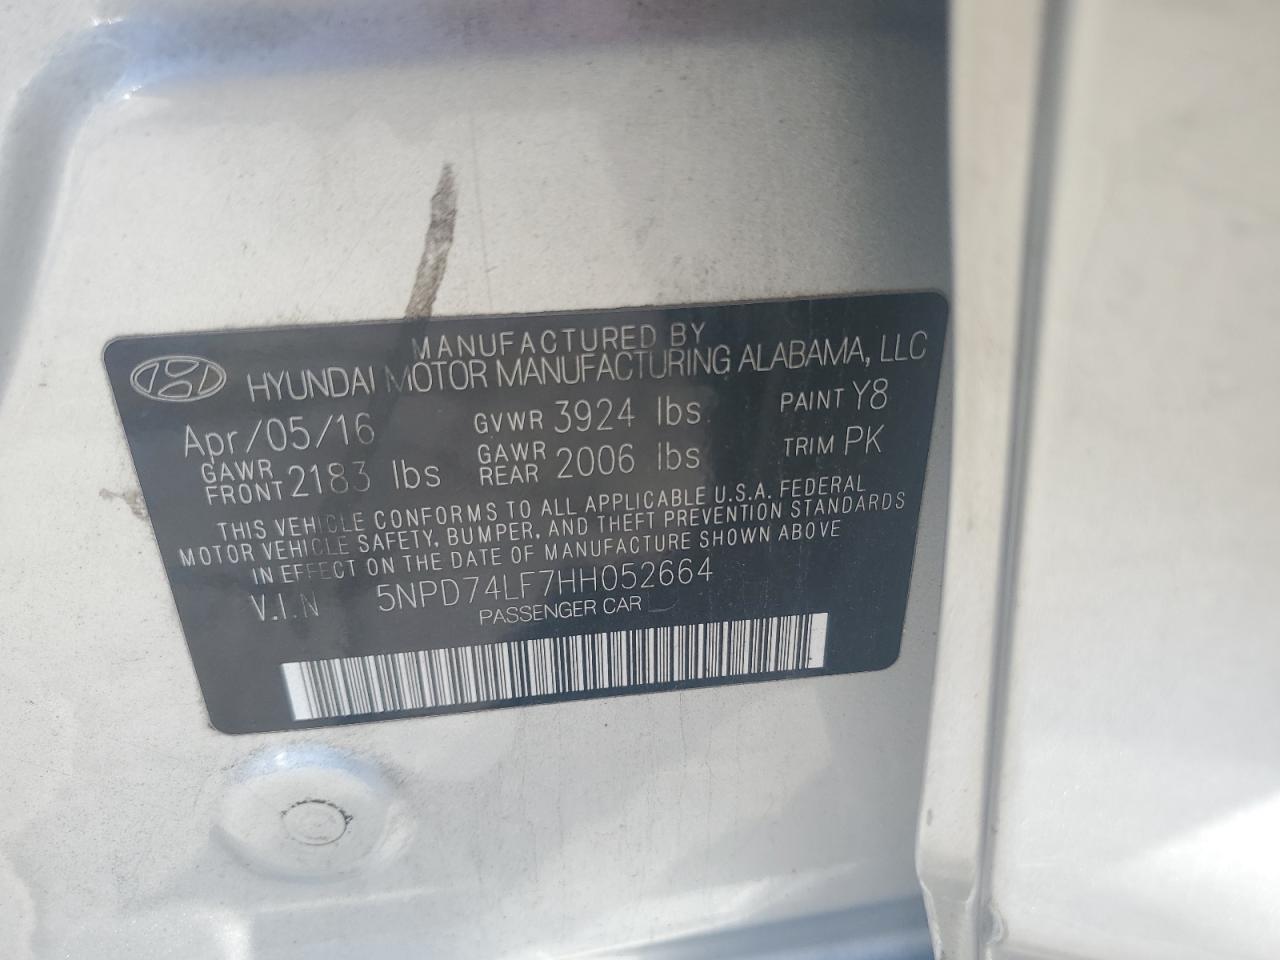 MANUFACTURED BY
HYUNDAI MOTOR MANUFACTURING ALABAMA, LLC
Apr/05/16 GVWR 3924 lbs PAINT Y8
GAWR FRONT 2183 lbs GAWR REAR 2006 lbs TRIM PK
THIS VEHICLE CONFORMS TO ALL APPLICABLE U.S.A. FEDERAL
MOTOR VEHICLE SAFETY, BUMPER, AND THEFT PREVENTION STANDARDS
IN EFFECT ON THE DATE OF MANUFACTURE SHOWN ABOVE
V.I.N 5NPD74LF7HH052664
PASSENGER CAR